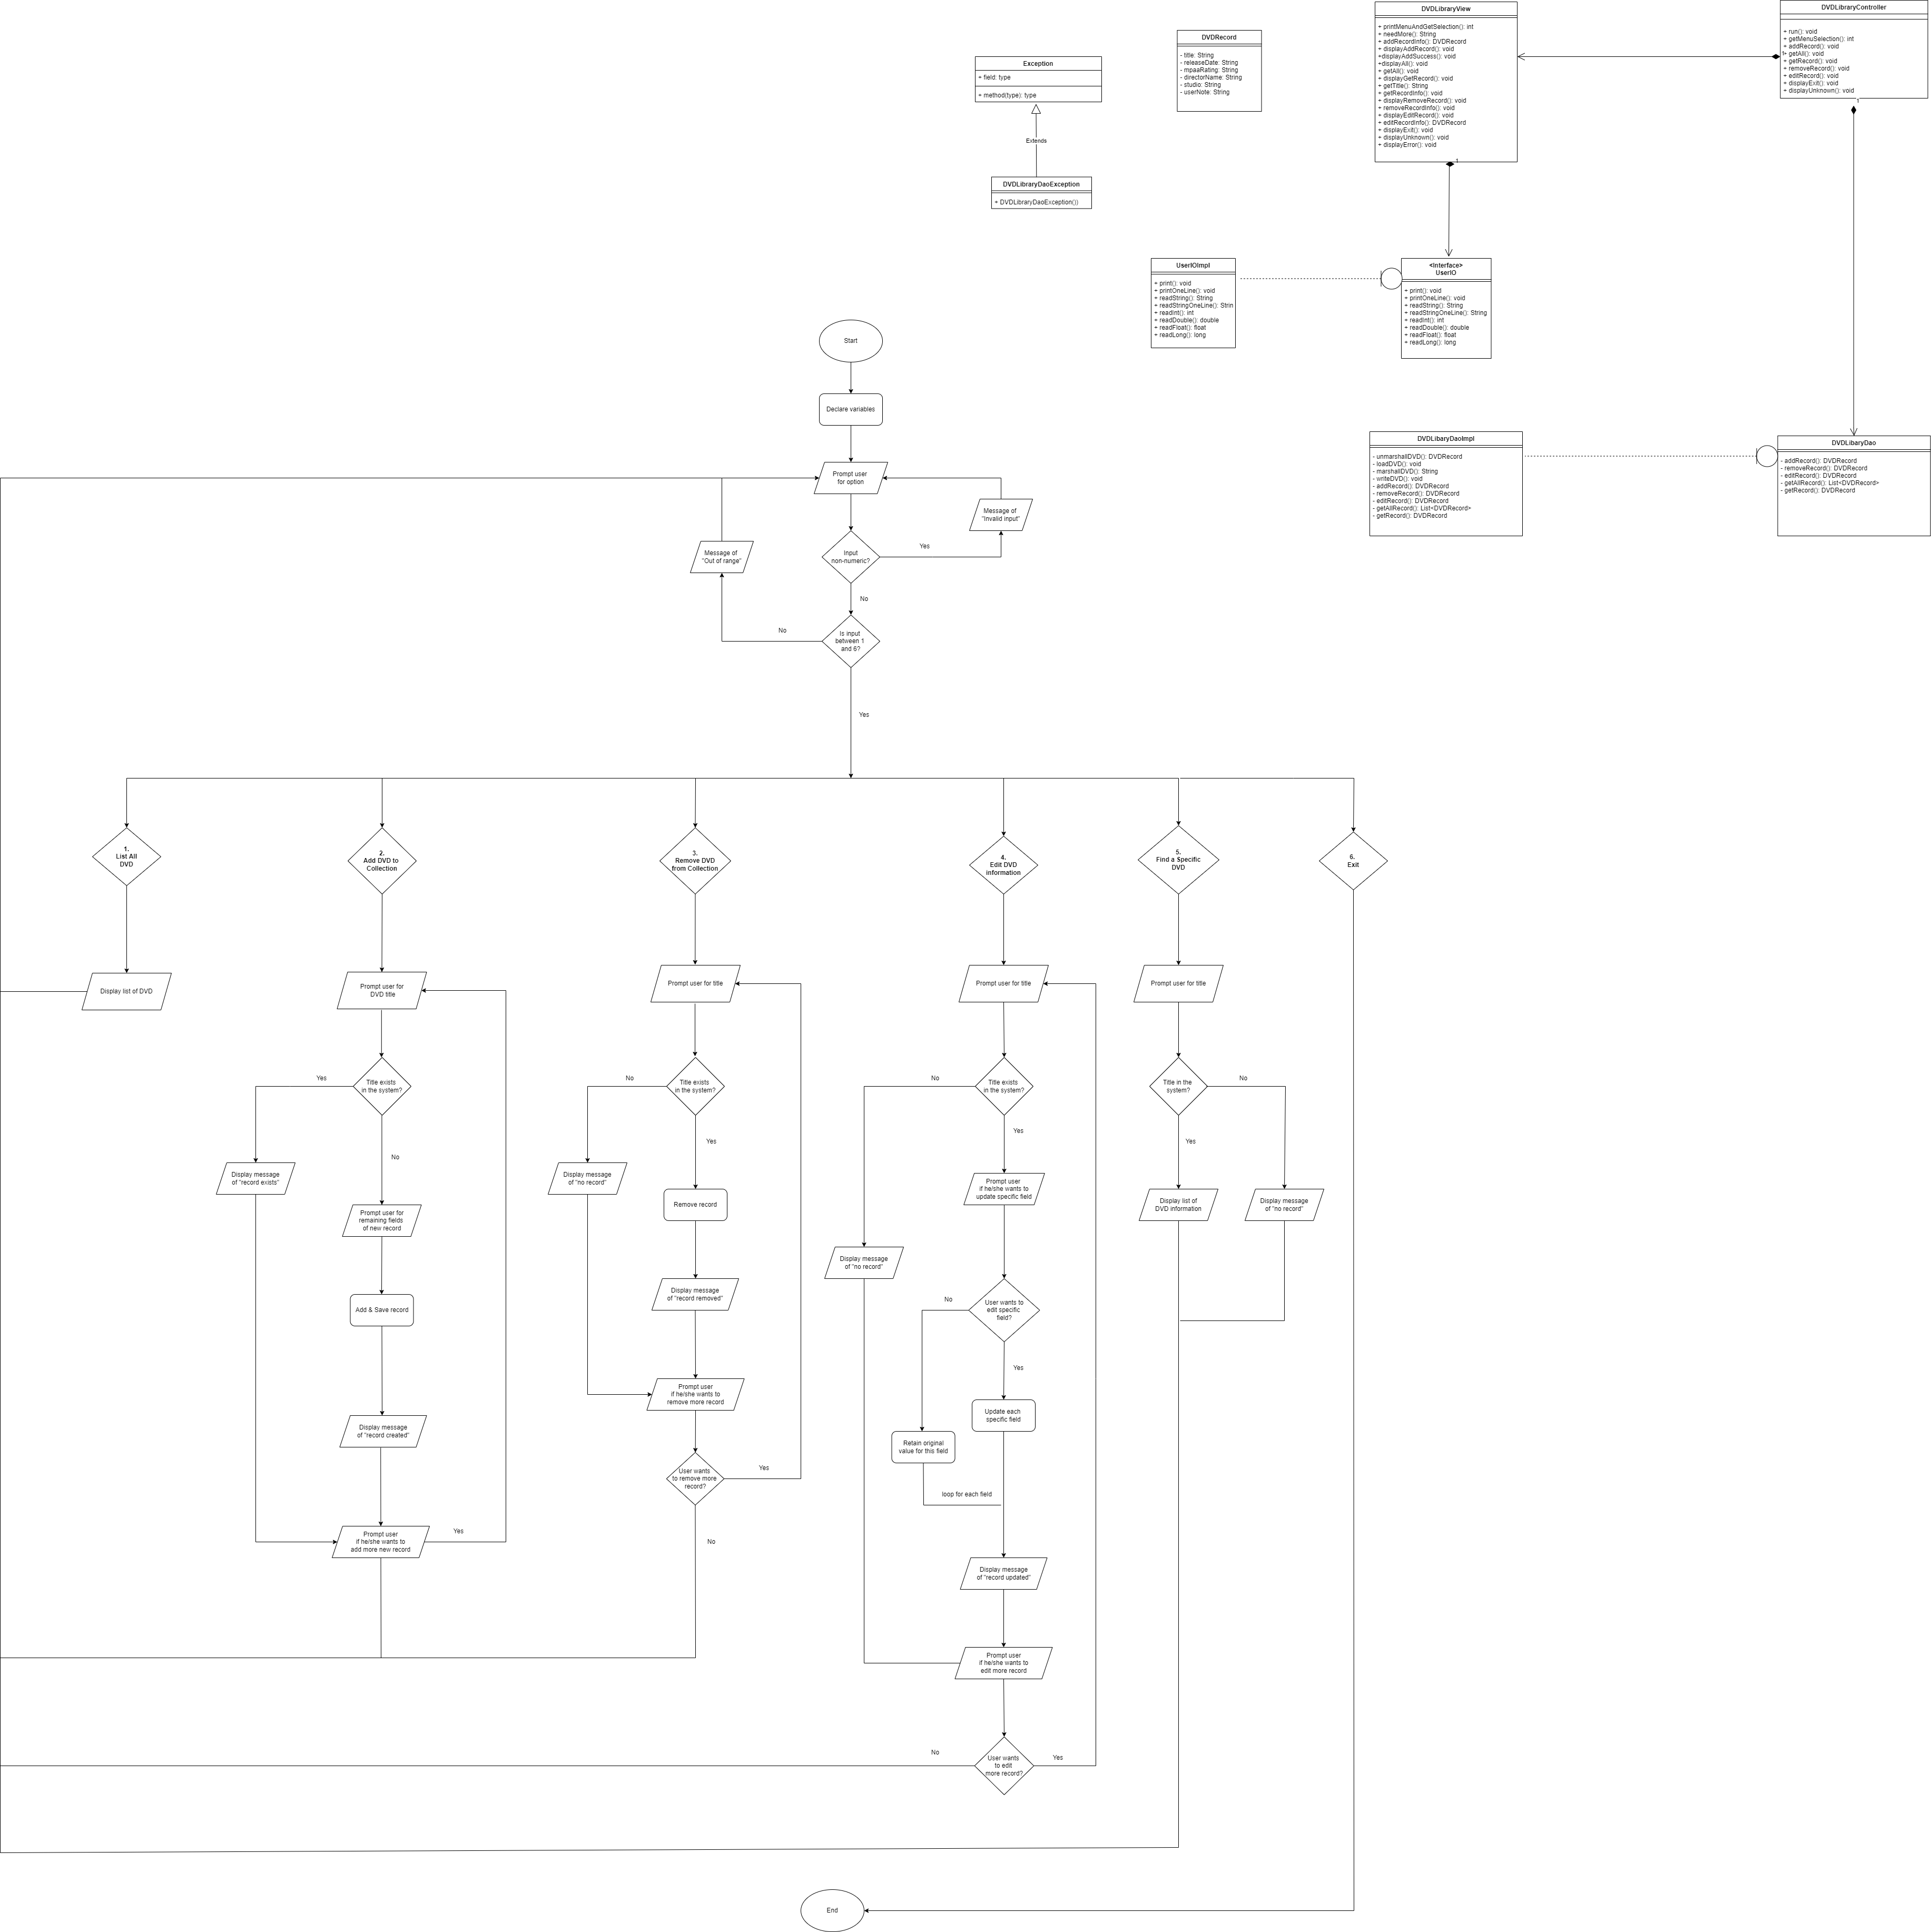 DVDLibraryView
+ printMenuAndGetSelection(): int
+ needMore(): String
+ addRecordInfo(): DVDRecord
+ displayAddRecord(): void
+displayAddSuccess(): void
+displayAll(): void
+ getAll(): void
+ displayGetRecord(): void
+ getTitle(): String
+ getRecordInfo(): void
+ displayRemoveRecord(): void
+ removeRecordInfo(): void
+ displayEditRecord(): void
+ editRecordInfo(): DVDRecord
+ displayExit(): void
+ displayUnknown(): void
+ displayError(): void
1
DVDLibraryController
+ run(): void
+ getMenuSelection(): int
+ addRecord(): void
+ getAll(): void
+ getRecord(): void
+ removeRecord(): void
+ editRecord(): void
+ displayExit(): void
+ displayUnknown(): void
1
1
DVDRecord
- title: String
- releaseDate: String
- mpaaRating: String
- directorName: String
- studio: String
- userNote: String
Exception
+ field: type
+ method(type): type
Extends
DVDLibraryDaoException
+ DVDLibraryDaoException())
UserIOImpl
+ print(): void
+ printOneLine(): void
+ readString(): String
+ readStringOneLine(): Strin
+ readInt(): int
+ readDouble(): double
+ readFloat(): float
+ readLong(): long
<Interface>
UserIO
+ print(): void
+ printOneLine(): void
+ readString(): String
+ readStringOneLine(): String
+ readInt(): int
+ readDouble(): double
+ readFloat(): float
+ readLong(): long
DVDLibaryDaoImpl
- unmarshallDVD(): DVDRecord
- loadDVD(): void
- marshallDVD(): String
- writeDVD(): void
- addRecord(): DVDRecord
- removeRecord(): DVDRecord
- editRecord(): DVDRecord
- getAllRecord(): List<DVDRecord>
- getRecord(): DVDRecord
DVDLibaryDao
- addRecord(): DVDRecord
- removeRecord(): DVDRecord
- editRecord(): DVDRecord
- getAllRecord(): List<DVDRecord>
- getRecord(): DVDRecord
Start
Declare variables
Prompt user
for option
Message of
"Invalid input"
Input
non-numeric?
Yes
Message of
"Out of range"
No
Is input
between 1
and 6?
No
Yes
1.
List All
DVD
2.
Add DVD to
Collection
3.
Remove DVD
from Collection
4.
Edit DVD
information
5.
Find a Specific
DVD
6.
Exit
Display list of DVD
Prompt user for
DVD title
Title exists
in the system?
Yes
No
Display message
of "record exists"
Prompt user for
remaining fields
of new record
Add & Save record
Display message
of "record created"
Prompt user
if he/she wants to
add more new record
Yes
Prompt user for title
Title exists
in the system?
No
Yes
Display message
of "no record"
Remove record
Display message
of "record removed"
Prompt user
if he/she wants to
remove more record
User wants
to remove more
record?
Yes
No
Prompt user for title
Title exists
in the system?
No
Yes
Prompt user
if he/she wants to
update specific field
Display message
of "no record"
User wants to
edit specific
field?
No
Yes
Update each
specific field
Retain original
value for this field
loop for each field
Display message
of "record updated"
Prompt user
if he/she wants to
edit more record
User wants
to edit
more record?
No
Yes
Prompt user for title
Title in the
system?
No
Yes
Display list of
DVD information
Display message
of "no record"
End